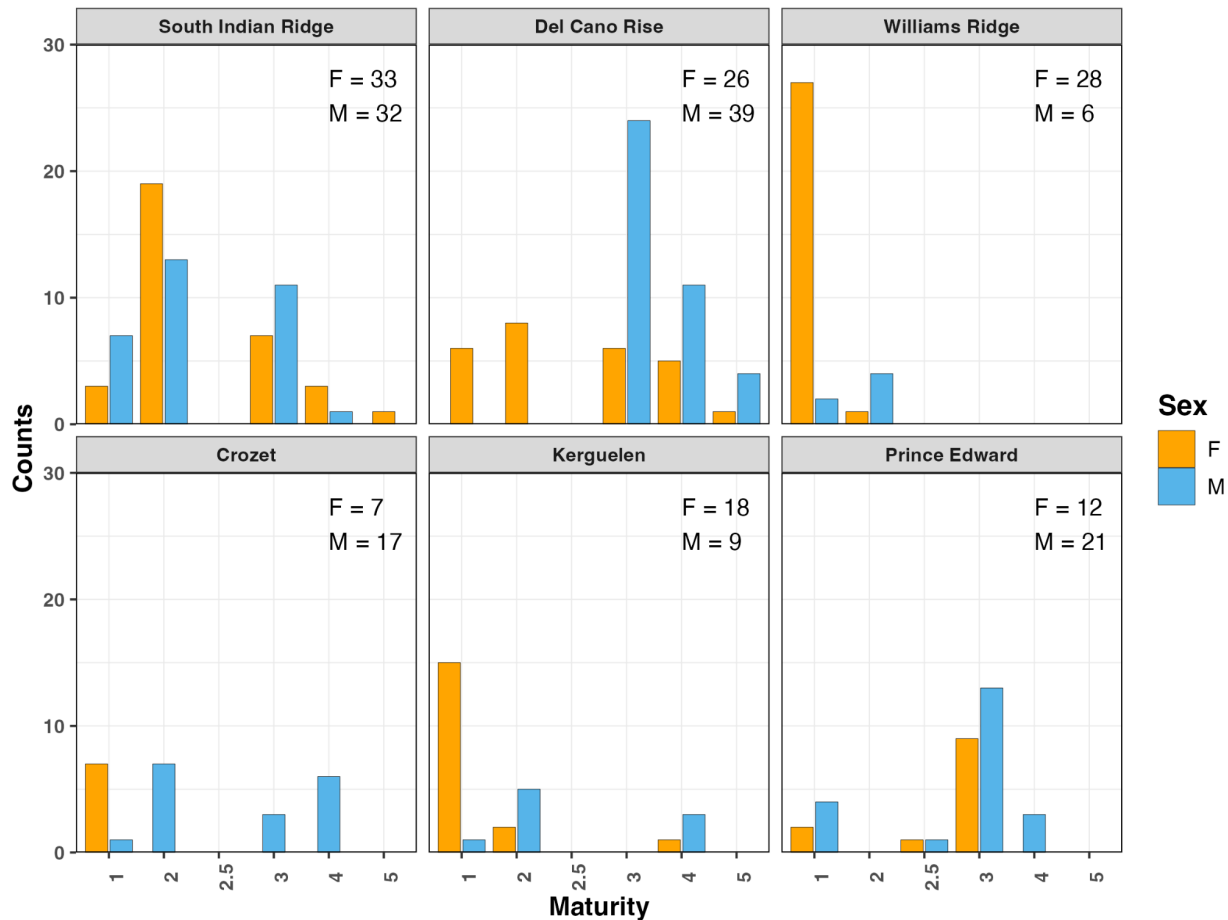 South Indian Ridge
Del Cano Rise
Williams Ridge
30
20
10
0
F = 33
M = 32
F = 26
M = 39
F = 28
M = 6
Counts
Crozet
Kerguelen
Prince Edward
30
20
10
0
F = 7
M = 17
F = 18
M = 9
F = 12
M = 21
1 2 2.5 3 4 5
1 2 2.5 3 4 5
1 2 2.5 3 4 5
Maturity
Sex
F
M